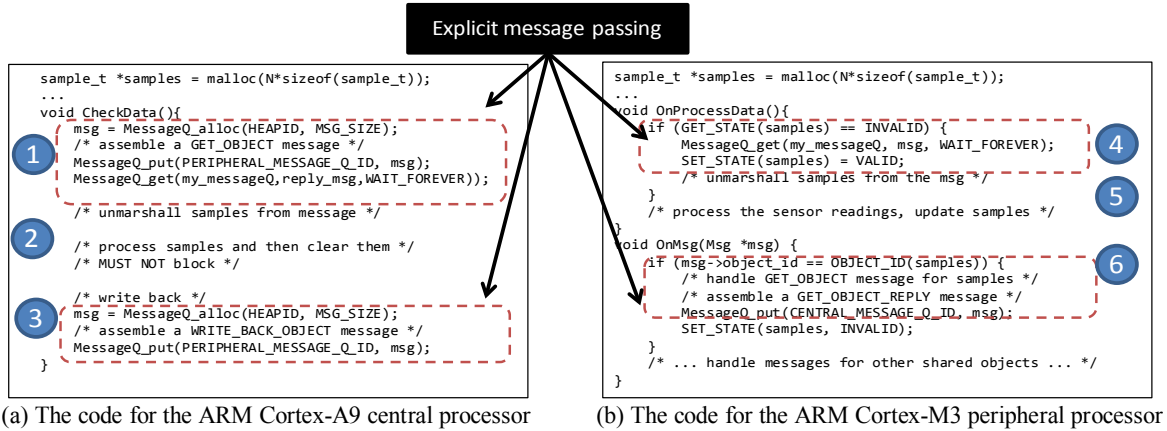 Explicit message passing
sample_t *samples = malloc(N*sizeof(sample_t));
...
void CheckData(){
msg = MessageQ_alloc(HEAPID, MSG_SIZE);
/* assemble a GET_OBJECT message */
1
MessageQ_put(PERIPHERAL_MESSAGE_Q_ID, msg);
MessageQ_get(my_messageQ,reply_msg,WAIT_FOREVER));
/* unmarshall samples from message */
2
/* process samples and then clear them */
/* MUST NOT block */
/* write back */
3
msg = MessageQ_alloc(HEAPID, MSG_SIZE);
/* assemble a WRITE_BACK_OBJECT message */
MessageQ_put(PERIPHERAL_MESSAGE_Q_ID, msg);
}
(a) The code for the ARM Cortex-A9 central processor
sample_t *samples = malloc(N*sizeof(sample_t));
...
void OnProcessData(){
if (GET_STATE(samples) == INVALID) {
MessageQ_get(my_messageQ, msg, WAIT_FOREVER);
4
SET_STATE(samples) = VALID;
/* unmarshall samples from the msg */
}
5
/* process the sensor readings, update samples */
}
void OnMsg(Msg *msg) {
if (msg->object_id == OBJECT_ID(samples)) {
6
/* handle GET_OBJECT message for samples */
/* assemble a GET_OBJECT_REPLY message */
MessageQ_put(CENTRAL_MESSAGE_Q_ID, msg);
SET_STATE(samples, INVALID);
}
/* ... handle messages for other shared objects ... */
}
(b) The code for the ARM Cortex-M3 peripheral processor